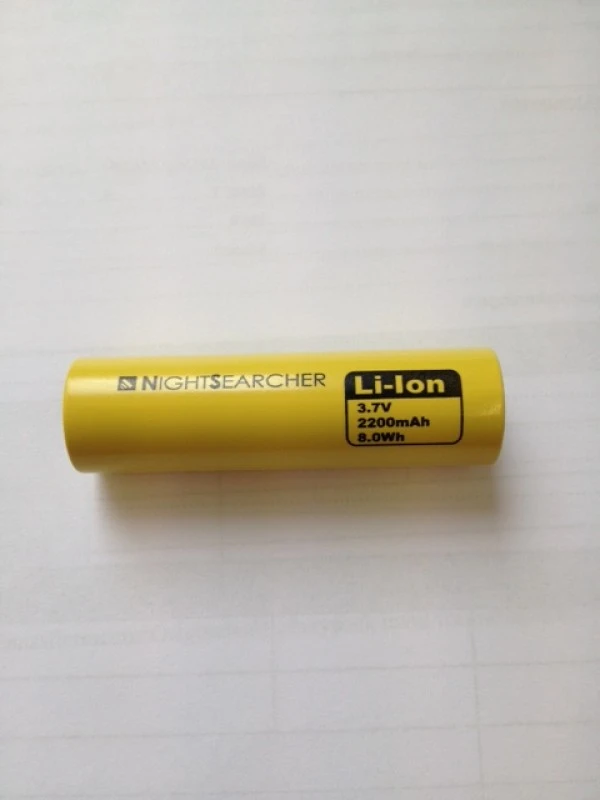 NIGHTSEARCHER
Li-Ion
3.7V
2200mAh
8.0Wh